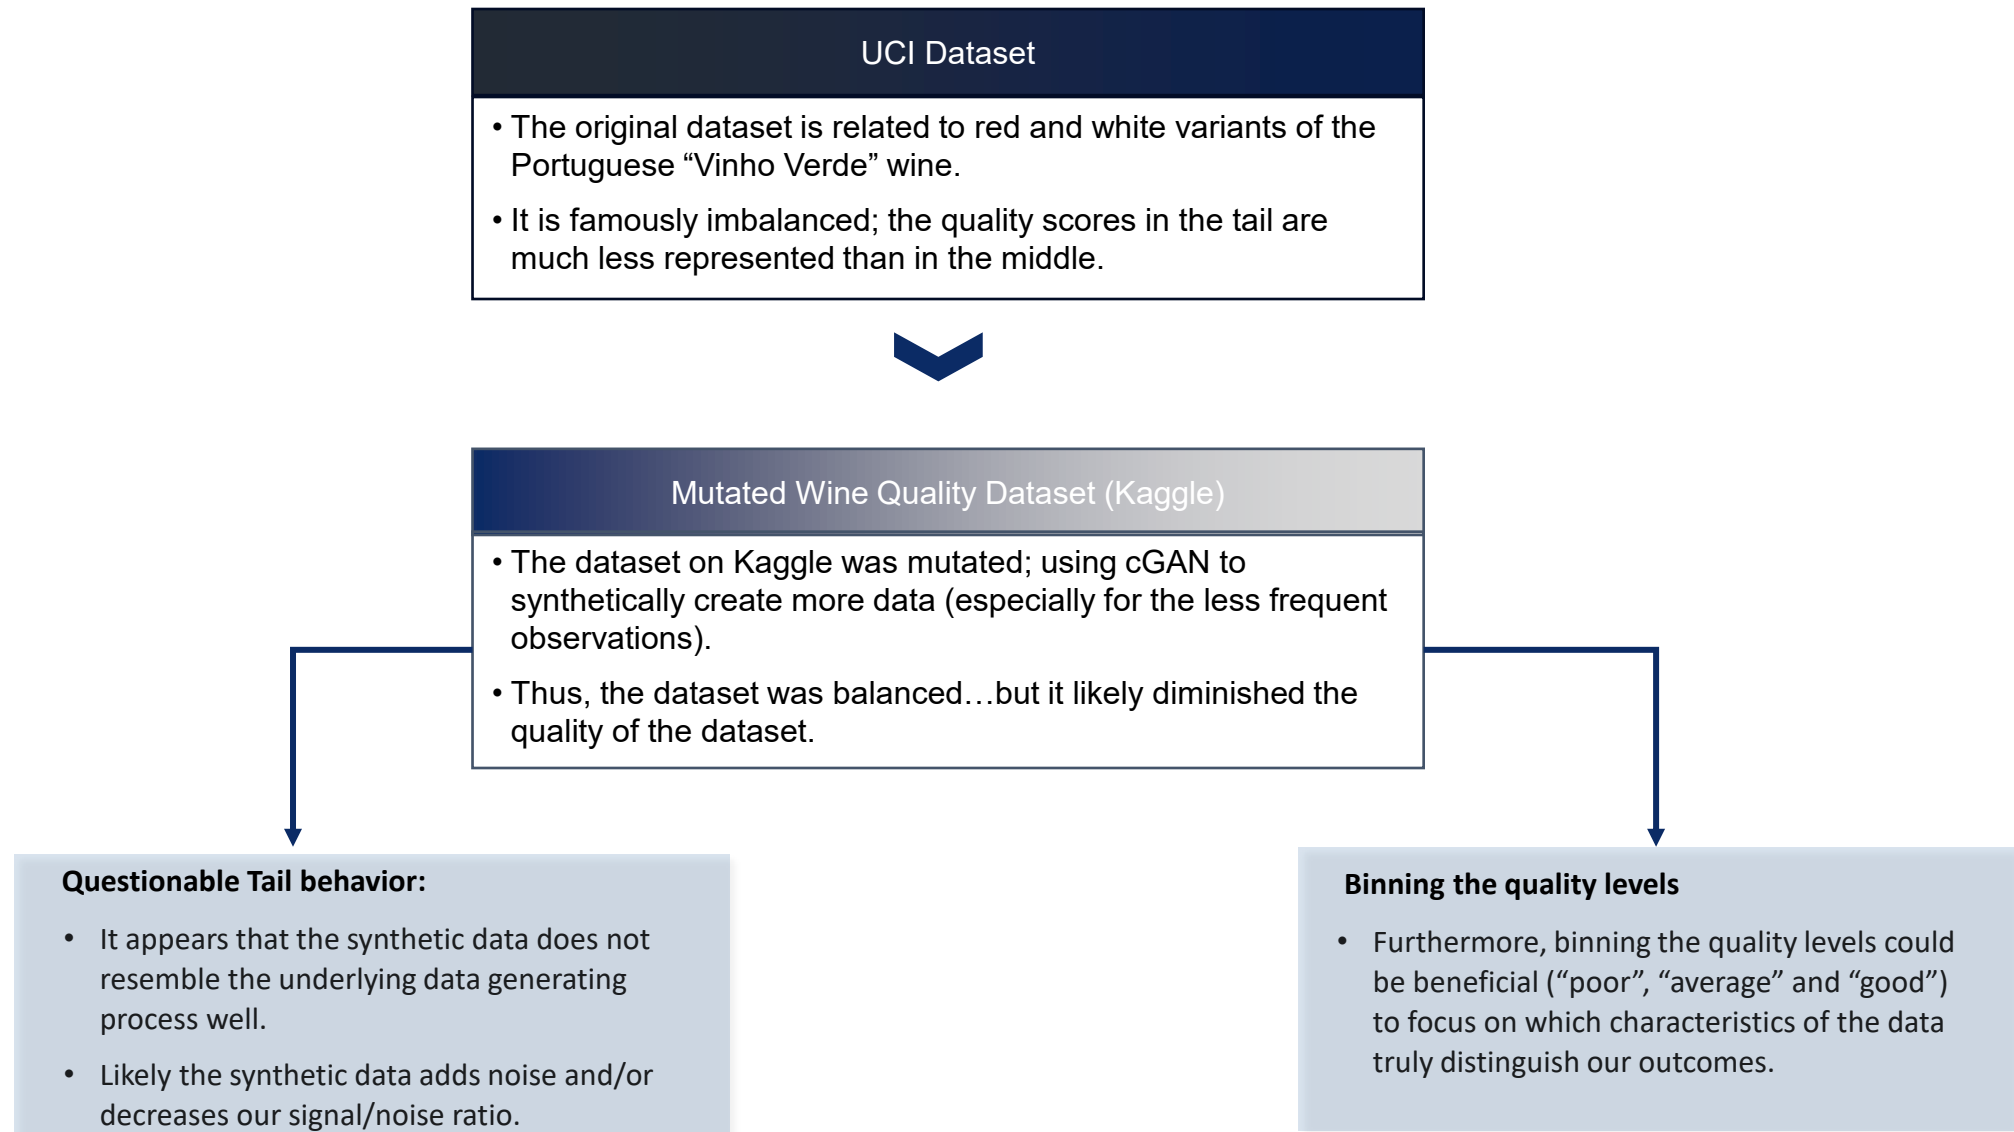 UCI Dataset
• The original dataset is related to red and white variants of the
Portuguese “Vinho Verde” wine.
• It is famously imbalanced; the quality scores in the tail are
much less represented than in the middle.
Mutated Wine Quality Dataset (Kaggle)
• The dataset on Kaggle was mutated; using cGAN to
synthetically create more data (especially for the less frequent
observations).
• Thus, the dataset was balanced…but it likely diminished the
quality of the dataset.
Questionable Tail behavior:
• It appears that the synthetic data does not
resemble the underlying data generating
process well.
• Likely the synthetic data adds noise and/or
decreases our signal/noise ratio.
Binning the quality levels
• Furthermore, binning the quality levels could
be beneficial (“poor”, “average” and “good”)
to focus on which characteristics of the data
truly distinguish our outcomes.